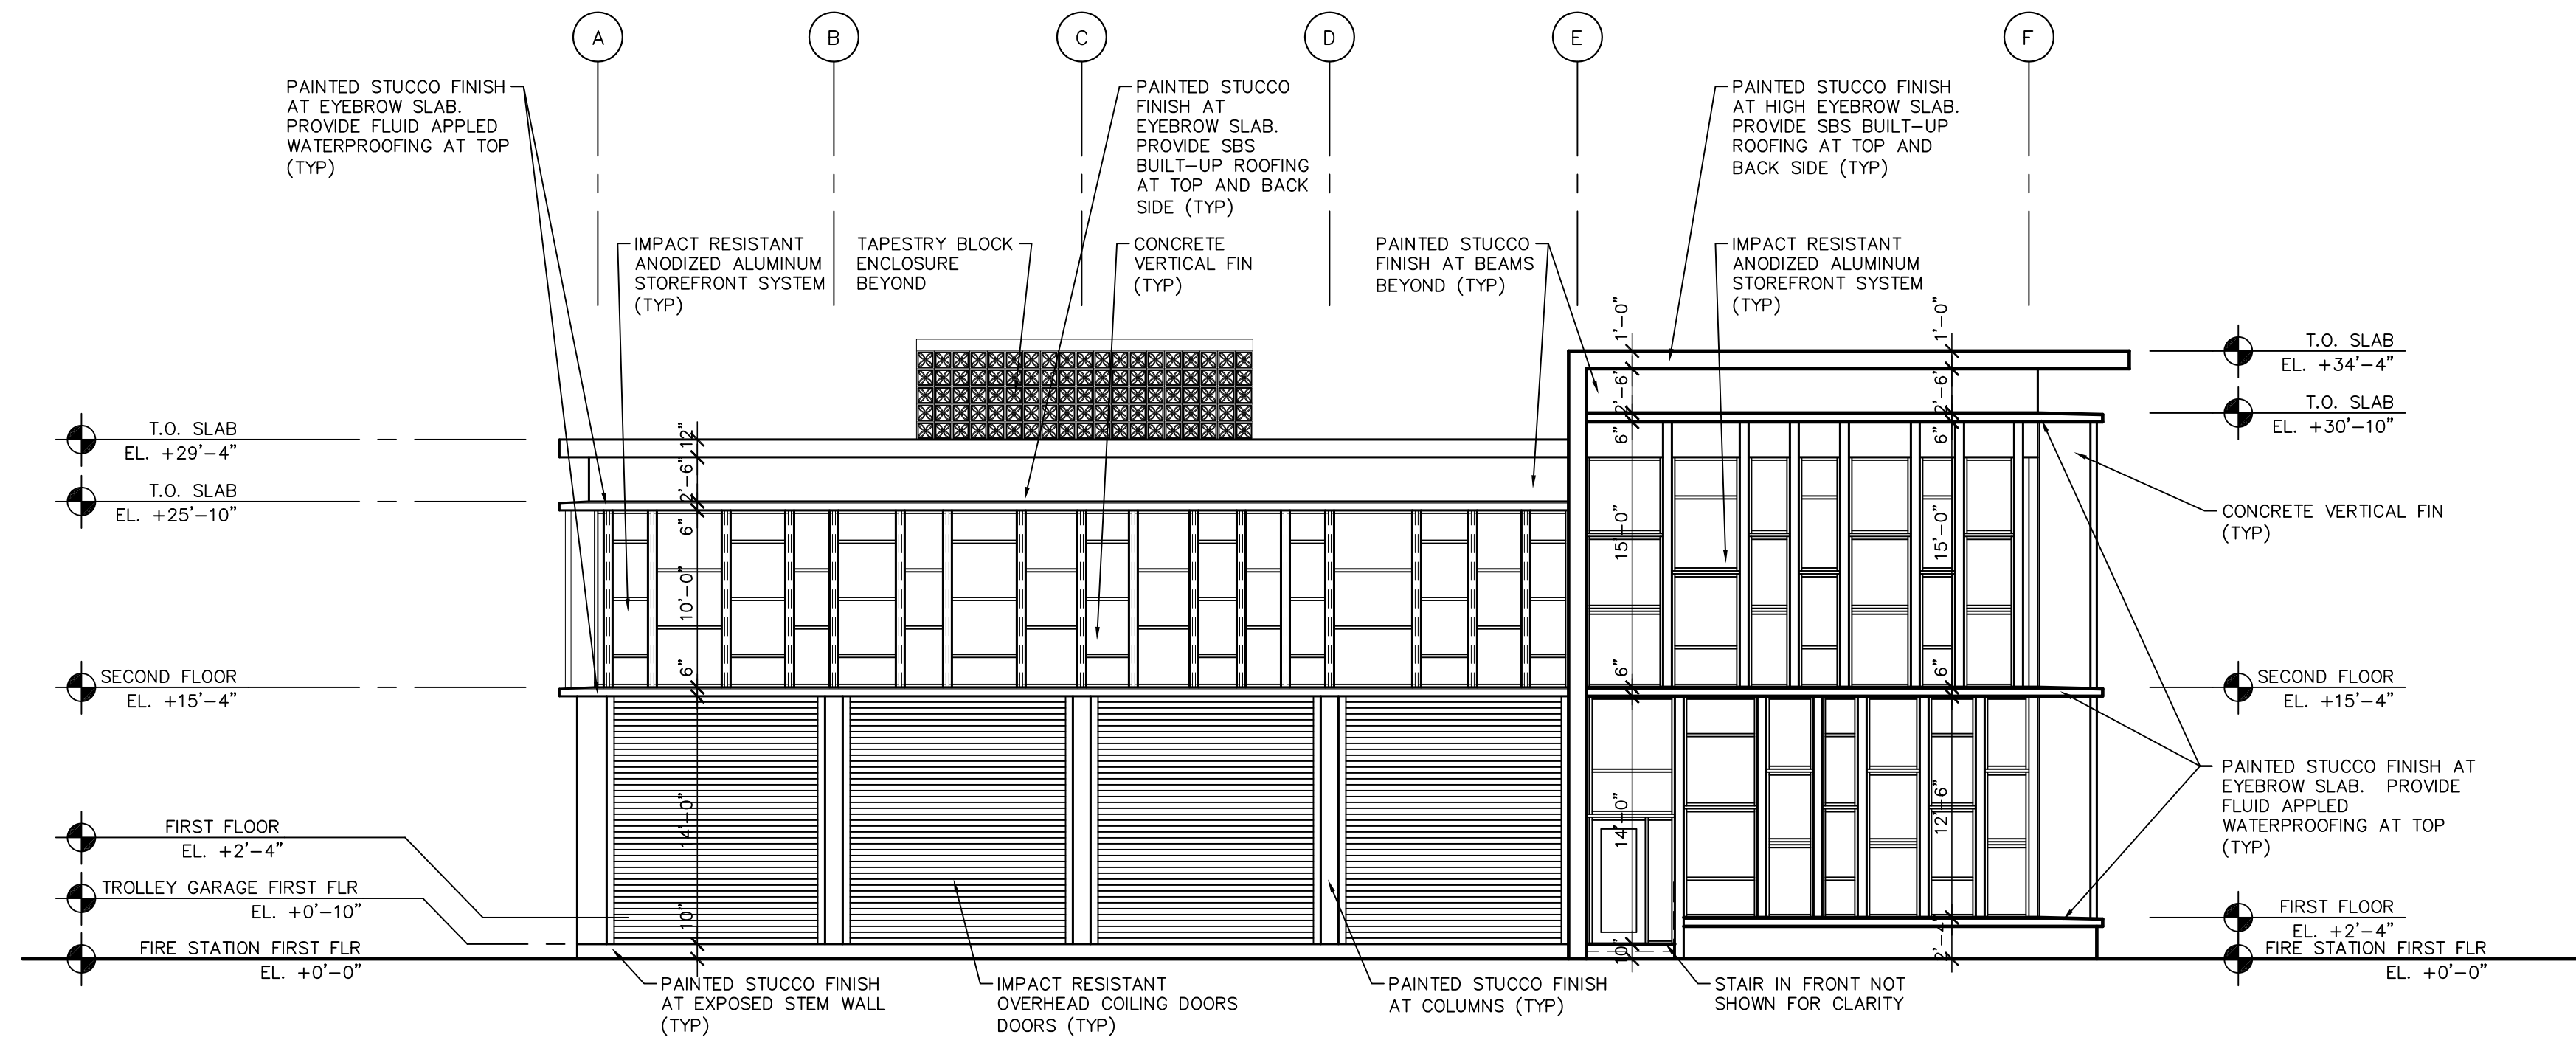 A
B
C
D
E
F
PAINTED STUCCO FINISH
AT EYEBROW SLAB.
PROVIDE FLUID APPLED
WATERPROOFING AT TOP
(TYP)
PAINTED STUCCO
FINISH AT
EYEBROW SLAB.
PROVIDE SBS
BUILT-UP ROOFING
AT TOP AND BACK
SIDE (TYP)
PAINTED STUCCO FINISH
AT HIGH EYEBROW SLAB.
PROVIDE SBS BUILT-UP
ROOFING AT TOP AND
BACK SIDE (TYP)
IMPACT RESISTANT
ANODIZED ALUMINUM
STOREFRONT SYSTEM
(TYP)
TAPESTRY BLOCK
ENCLOSURE
BEYOND
CONCRETE
VERTICAL FIN
(TYP)
PAINTED STUCCO
FINISH AT BEAMS
BEYOND (TYP)
IMPACT RESISTANT
ANODIZED ALUMINUM
STOREFRONT SYSTEM
(TYP)
T.O. SLAB
EL. +29'-4"
T.O. SLAB
EL. +25'-10"
SECOND FLOOR
EL. +15'-4"
FIRST FLOOR
EL. +2'-4"
TROLLEY GARAGE FIRST FLR
EL. +0'-10"
FIRE STATION FIRST FLR
EL. +0'-0"
12"
2'-6"
6"
10'-0"
6"
14'-0"
10"
1'-0"
2'-6"
6"
15'-0"
6"
14'-0"
10"
1'-0"
2'-6"
6"
15'-0"
6"
12'-6"
2'-4"
T.O. SLAB
EL. +34'-4"
T.O. SLAB
EL. +30'-10"
CONCRETE VERTICAL FIN
(TYP)
SECOND FLOOR
EL. +15'-4"
PAINTED STUCCO FINISH AT
EYEBROW SLAB.  PROVIDE
FLUID APPLED
WATERPROOFING AT TOP
(TYP)
FIRST FLOOR
EL. +2'-4"
FIRE STATION FIRST FLR
EL. +0'-0"
PAINTED STUCCO FINISH
AT EXPOSED STEM WALL
(TYP)
IMPACT RESISTANT
OVERHEAD COILING DOORS
DOORS (TYP)
PAINTED STUCCO FINISH
AT COLUMNS (TYP)
STAIR IN FRONT NOT
SHOWN FOR CLARITY